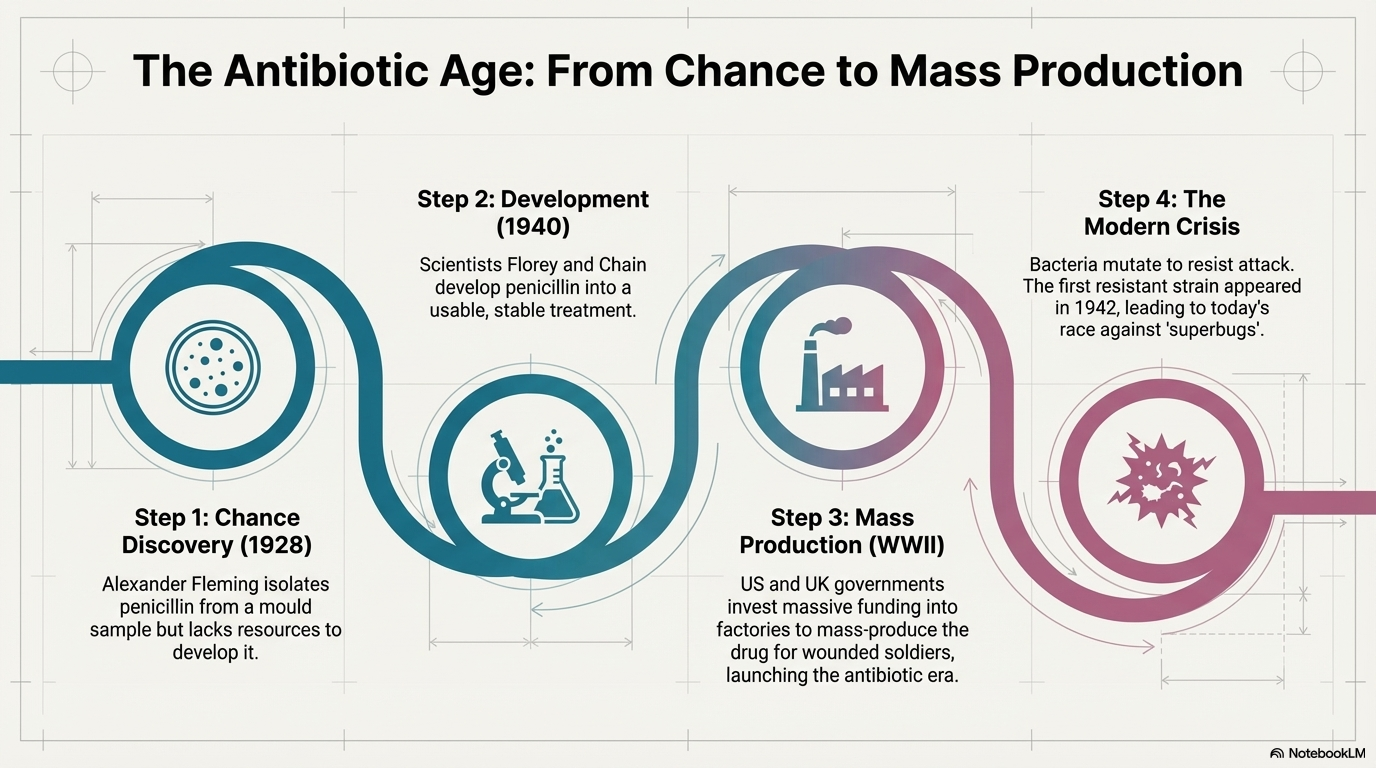 The Antibiotic Age: From Chance to Mass Production
Step 1: Chance
Discovery (1928)
Alexander Fleming isolates
penicillin from a mould
sample but lacks resources to
develop it.
Step 2: Development
(1940)
Scientists Florey and Chain
develop penicillin into a
usable, stable treatment.
Step 3: Mass
Production (WWII)
US and UK governments
invest massive funding into
factories to mass-produce the
drug for wounded soldiers,
launching the antibiotic era.
Step 4: The
Modern Crisis
Bacteria mutate to resist attack.
The first resistant strain appeared
in 1942, leading to today's
race against 'superbugs'.
NotebookLM